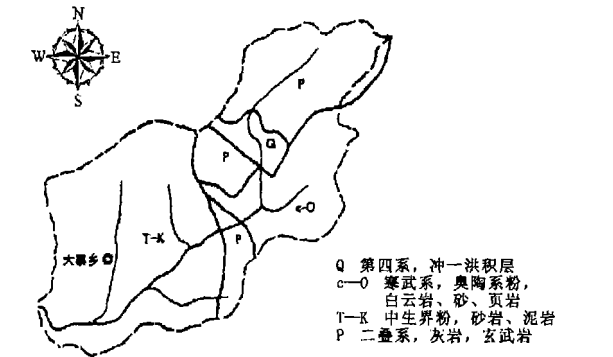 N
W E
S
P
Q
P
c-O
T-K
P
大寨乡
Q 第四系，冲一洪积层
c—O 寒武系，奥陶系粉，
白云岩、砂、页岩
T—K 中生界粉，砂岩、泥岩
P 二叠系，灰岩，玄武岩